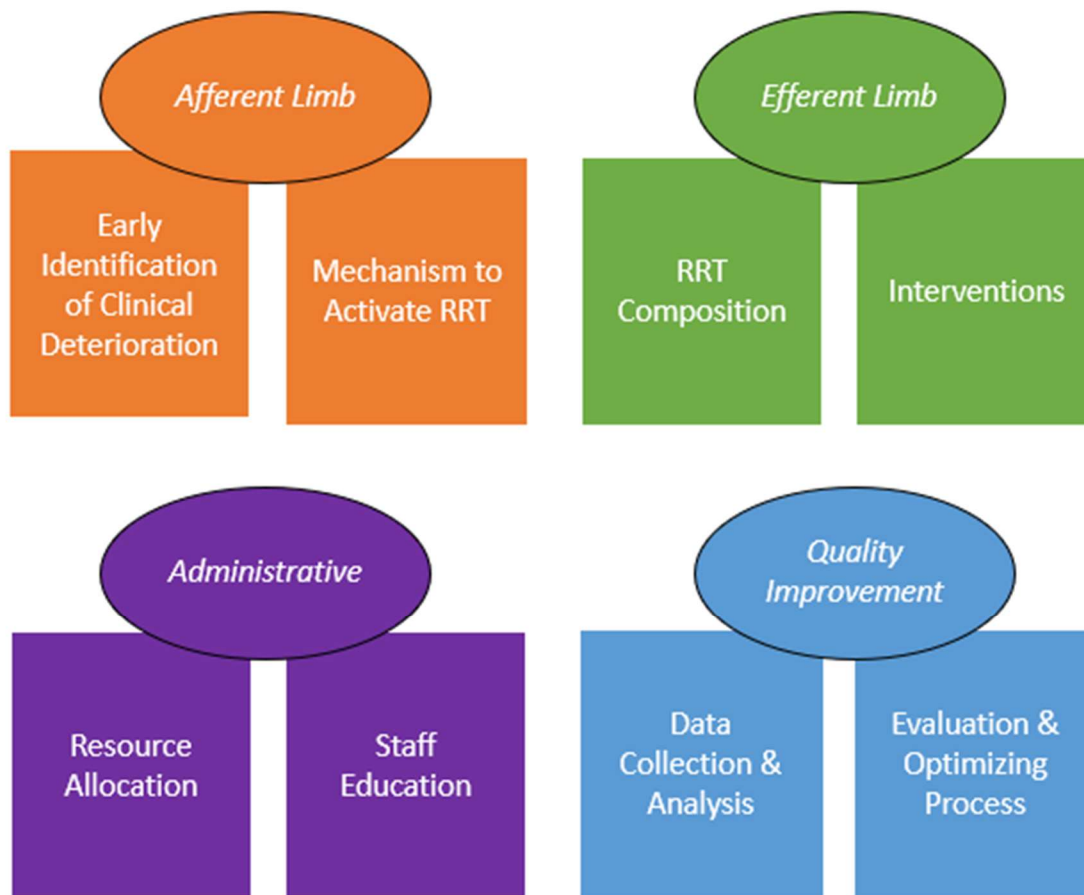 Afferent Limb
Early
Identification
of Clinical
Deterioration
Mechanism to
Activate RRT
Efferent Limb
RRT
Composition
Interventions
Administrative
Resource
Allocation
Staff
Education
Quality
Improvement
Data
Collection &
Analysis
Evaluation &
Optimizing
Process